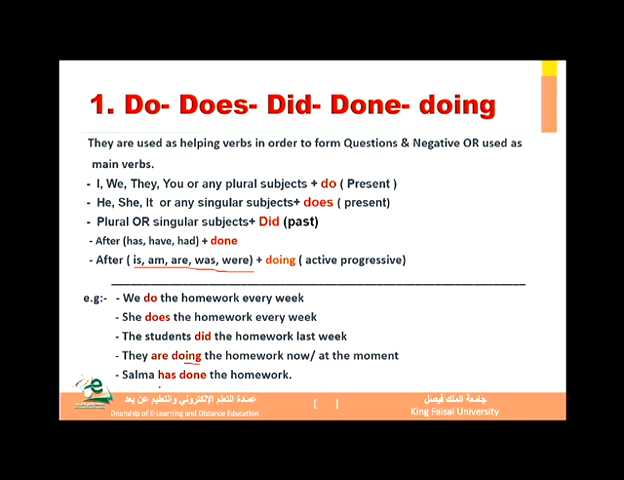 1. Do- Does- Did- Done- doing
They are used as helping verbs in order to form Questions & Negative OR used as
main verbs.
- I, We, They, You or any plural subjects + do ( Present )
- He, She, It or any singular subjects+ does ( present)
- Plural OR singular subjects+ Did (past)
- After (has, have, had) + done
- After ( is, am, are, was, were) + doing ( active progressive)
e.g:- - We do the homework every week
- She does the homework every week
- The students did the homework last week
- They are doing the homework now/ at the moment
- Salma has done the homework.
عمادة التعلم الإلكتروني والتعليم عن بعد
Deanship of E-Learning and Distance Education
[ ]
جامعة الملك فيصل
King Faisal University